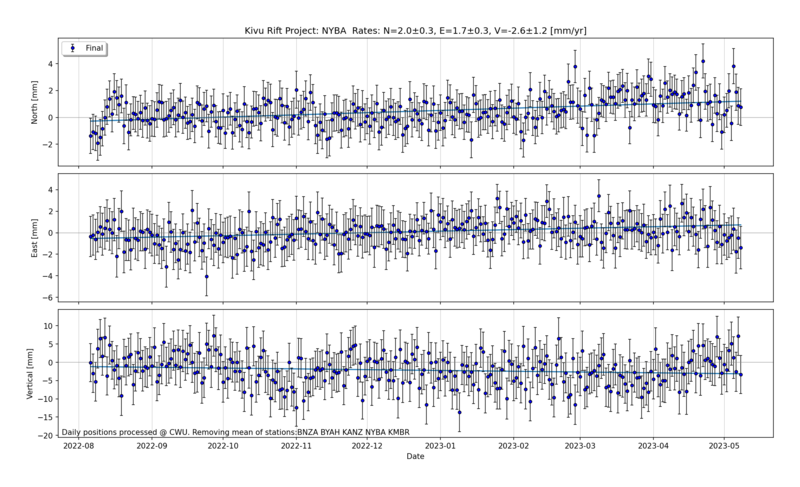 Kivu Rift Project: NYBA  Rates: N=2.0±0.3, E=1.7±0.3, V=-2.6±1.2 [mm/yr]
Final
North [mm]
4
2
0
−2
East [mm]
4
2
0
−2
−4
−6
Vertical [mm]
10
5
0
−5
−10
−15
−20
Daily positions processed @ CWU. Removing mean of stations:BNZA BYAH KANZ NYBA KMBR
2022-08 2022-09 2022-10 2022-11 2022-12 2023-01 2023-02 2023-03 2023-04 2023-05
Date